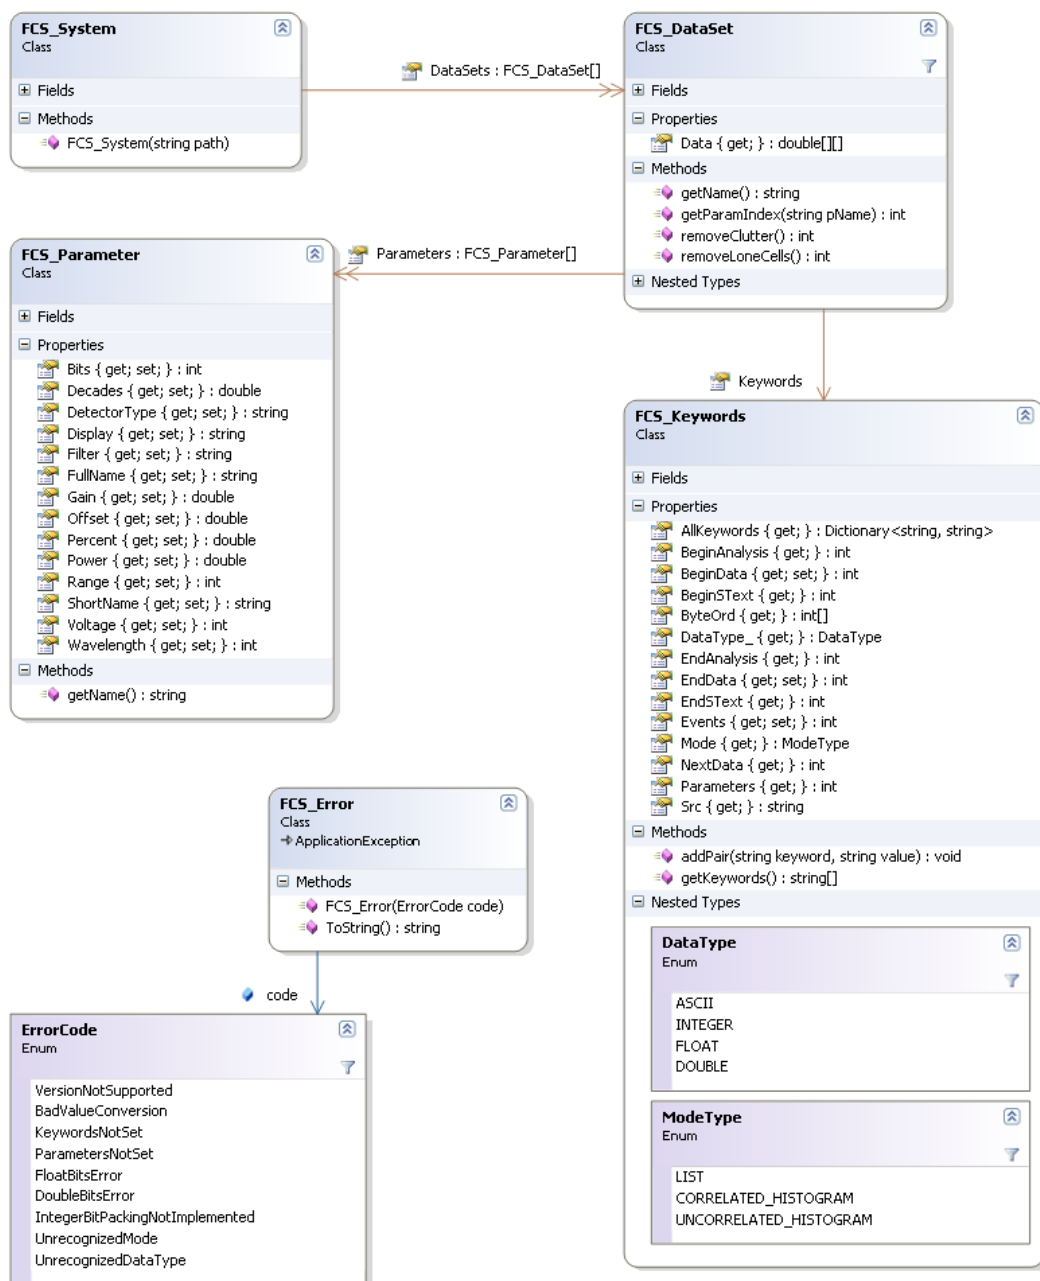 FCS_System
Class
Fields
Methods
FCS_System(string path)
DataSets : FCS_DataSet[]
FCS_DataSet
Class
Fields
Properties
Data { get; } : double[][]
Methods
getName() : string
getParamIndex(string pName) : int
removeClutter() : int
removeLoneCells() : int
Nested Types
Parameters : FCS_Parameter[]
FCS_Parameter
Class
Fields
Properties
Bits { get; set; } : int
Decades { get; set; } : double
DetectorType { get; set; } : string
Display { get; set; } : string
Filter { get; set; } : string
FullName { get; set; } : string
Gain { get; set; } : double
Offset { get; set; } : double
Percent { get; set; } : double
Power { get; set; } : double
Range { get; set; } : int
ShortName { get; set; } : string
Voltage { get; set; } : int
Wavelength { get; set; } : int
Methods
getName() : string
Keywords
FCS_Keywords
Class
Fields
Properties
AllKeywords { get; } : Dictionary<string, string>
BeginAnalysis { get; } : int
BeginData { get; set; } : int
BeginSText { get; } : int
ByteOrd { get; } : int[]
DataType_ { get; } : DataType
EndAnalysis { get; } : int
EndData { get; set; } : int
EndSText { get; } : int
Events { get; set; } : int
Mode { get; } : ModeType
NextData { get; } : int
Parameters { get; } : int
Src { get; } : string
Methods
addPair(string keyword, string value) : void
getKeywords() : string[]
Nested Types
DataType
Enum
ASCII
INTEGER
FLOAT
DOUBLE
ModeType
Enum
LIST
CORRELATED_HISTOGRAM
UNCORRELATED_HISTOGRAM
FCS_Error
Class
ApplicationException
Methods
FCS_Error(ErrorCode code)
ToString() : string
code
ErrorCode
Enum
VersionNotSupported
BadValueConversion
KeywordsNotSet
ParametersNotSet
FloatBitsError
DoubleBitsError
IntegerBitPackingNotImplemented
UnrecognizedMode
UnrecognizedDataType